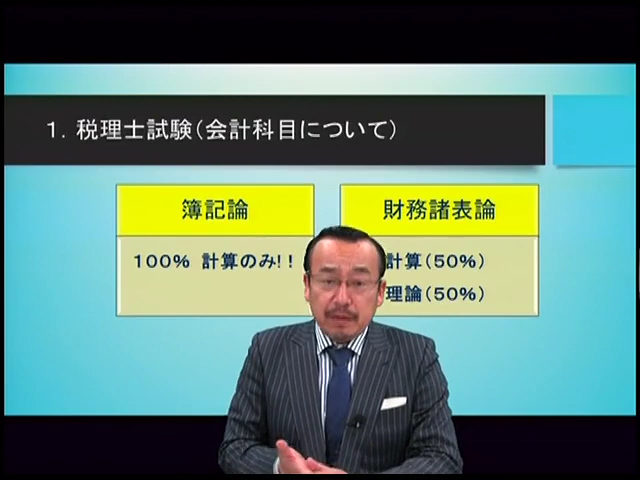 1. 税理士試験(会計科目について)
簿記論
財務諸表論
100% 計算のみ!!
計算(50%)
理論(50%)